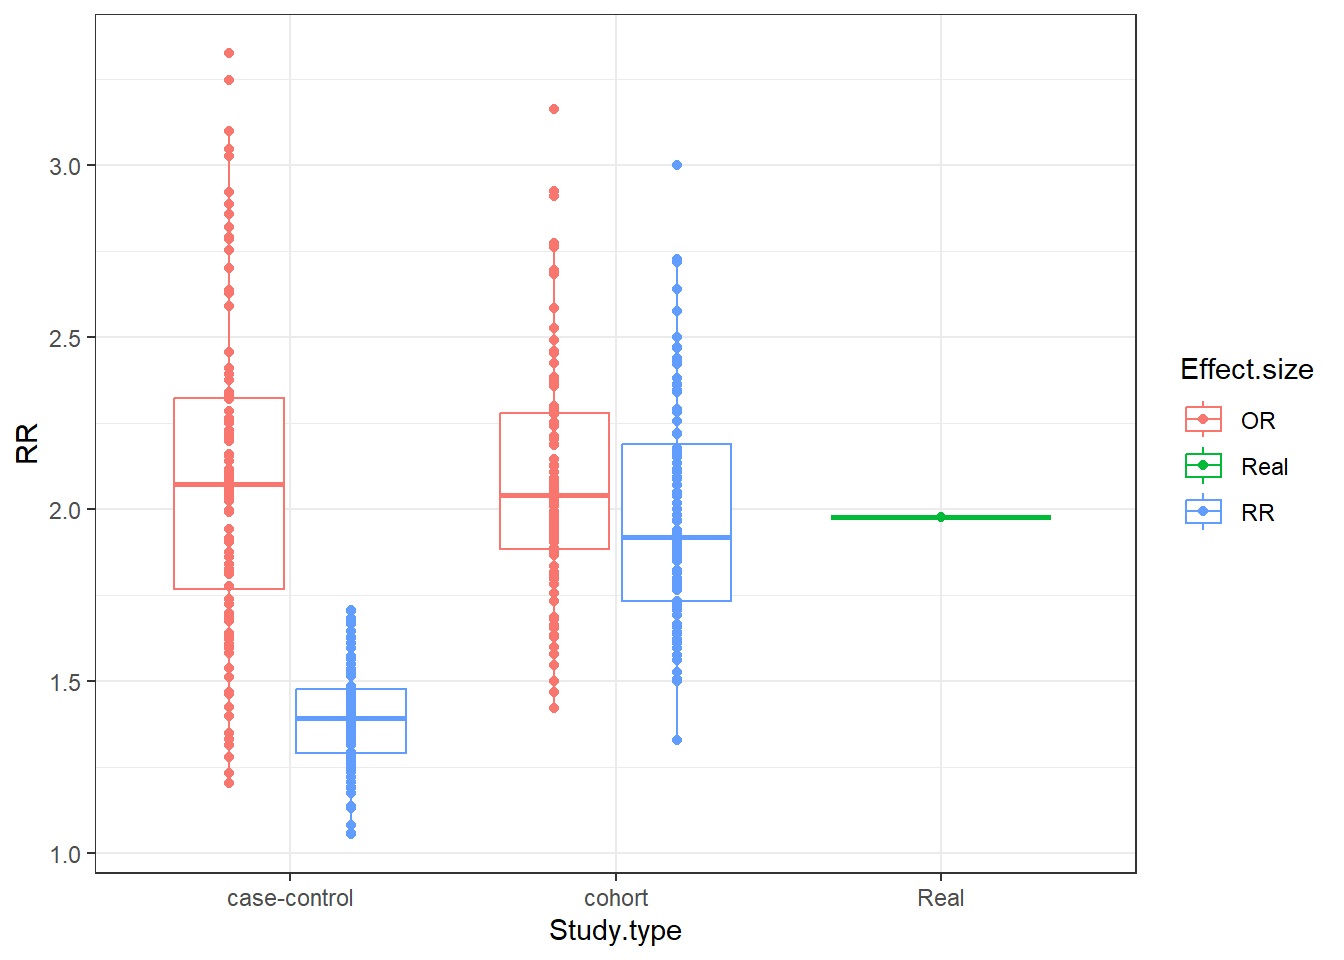 RR
3.0
2.5
2.0
1.5
1.0
case-control cohort Real
Study.type
Effect.size
OR
Real
RR